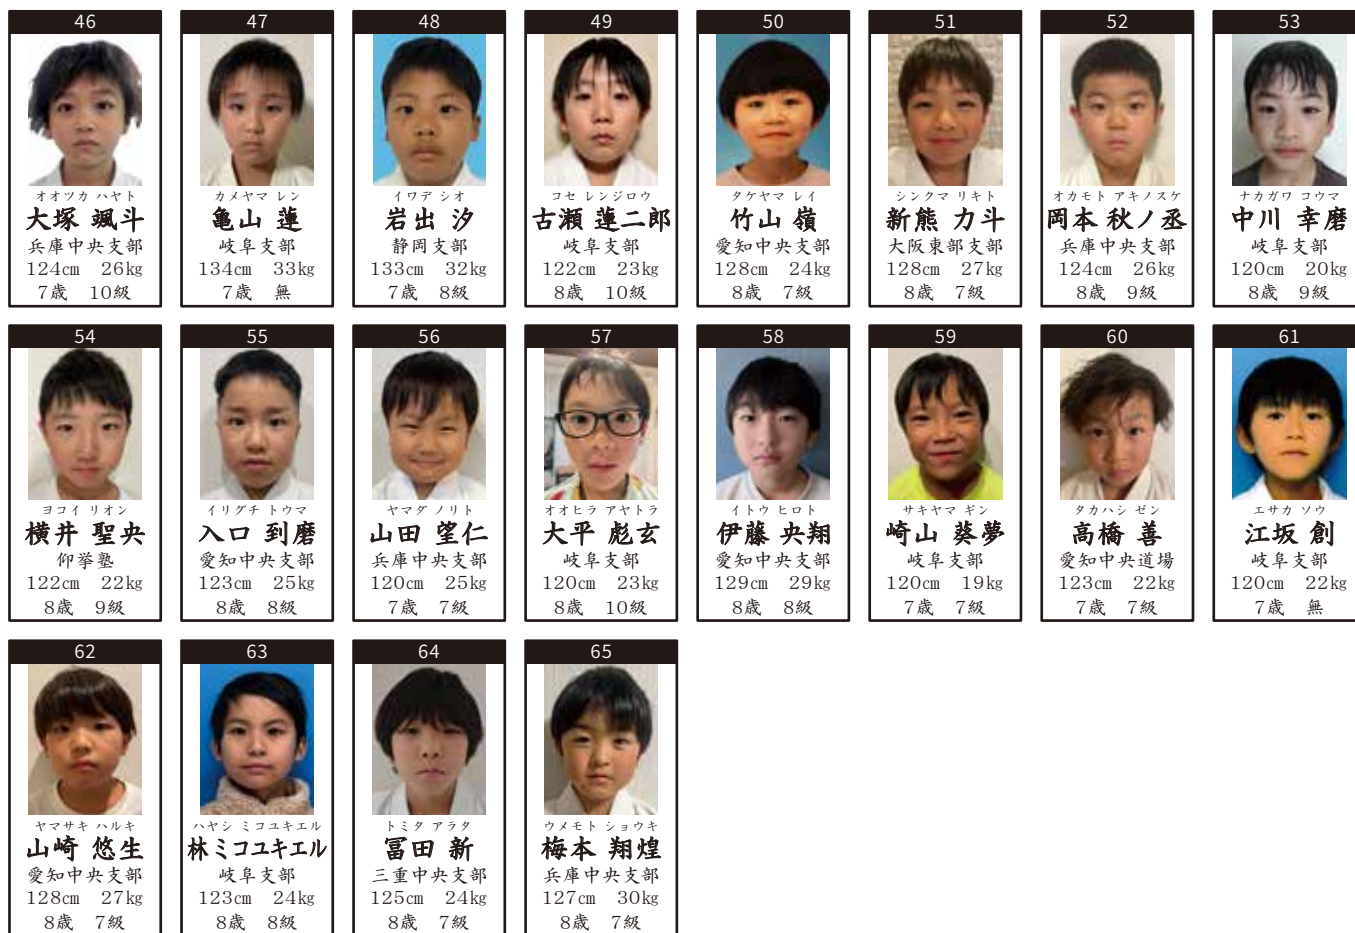 46
オオツカ ハヤト
大塚 颯斗
兵庫中央支部
124cm 26kg
7歳 10級
47
カメヤマ レン
亀山 蓮
岐阜支部
134cm 33kg
7歳 無
48
イワデ シオ
岩出 汐
静岡支部
133cm 32kg
7歳 8級
49
コセ レンジロウ
古瀬 蓮二郎
岐阜支部
122cm 23kg
8歳 10級
50
タケヤマ レイ
竹山 嶺
愛知中央支部
128cm 24kg
8歳 7級
51
シンクマ リキト
新熊 力斗
大阪東部支部
128cm 27kg
8歳 7級
52
オカモト アキノスケ
岡本 秋ノ丞
兵庫中央支部
124cm 26kg
8歳 9級
53
ナカガワ コウマ
中川 幸磨
岐阜支部
120cm 20kg
8歳 9級
54
ヨコイ リオン
横井 聖央
仰拳塾
122cm 22kg
8歳 9級
55
イリグチ トウマ
入口 到磨
愛知中央支部
123cm 25kg
8歳 8級
56
ヤマダ ノリト
山田 望仁
兵庫中央支部
120cm 25kg
7歳 7級
57
オオヒラ アヤトラ
大平 彪玄
岐阜支部
120cm 23kg
8歳 10級
58
イトウ ヒロト
伊藤 央翔
愛知中央支部
129cm 29kg
8歳 8級
59
サキヤマ ギン
崎山 葵夢
岐阜支部
120cm 19kg
7歳 7級
60
タカハシ ゼン
高橋 善
愛知中央道場
123cm 22kg
7歳 7級
61
エサカ ソウ
江坂 創
岐阜支部
120cm 22kg
7歳 無
62
ヤマサキ ハルキ
山崎 悠生
愛知中央支部
128cm 27kg
8歳 7級
63
ハヤシ ミコユキエル
林ミコユキエル
岐阜支部
123cm 24kg
8歳 8級
64
トミタ アラタ
冨田 新
三重中央支部
125cm 24kg
8歳 7級
65
ウメモト ショウキ
梅本 翔煌
兵庫中央支部
127cm 30kg
8歳 7級